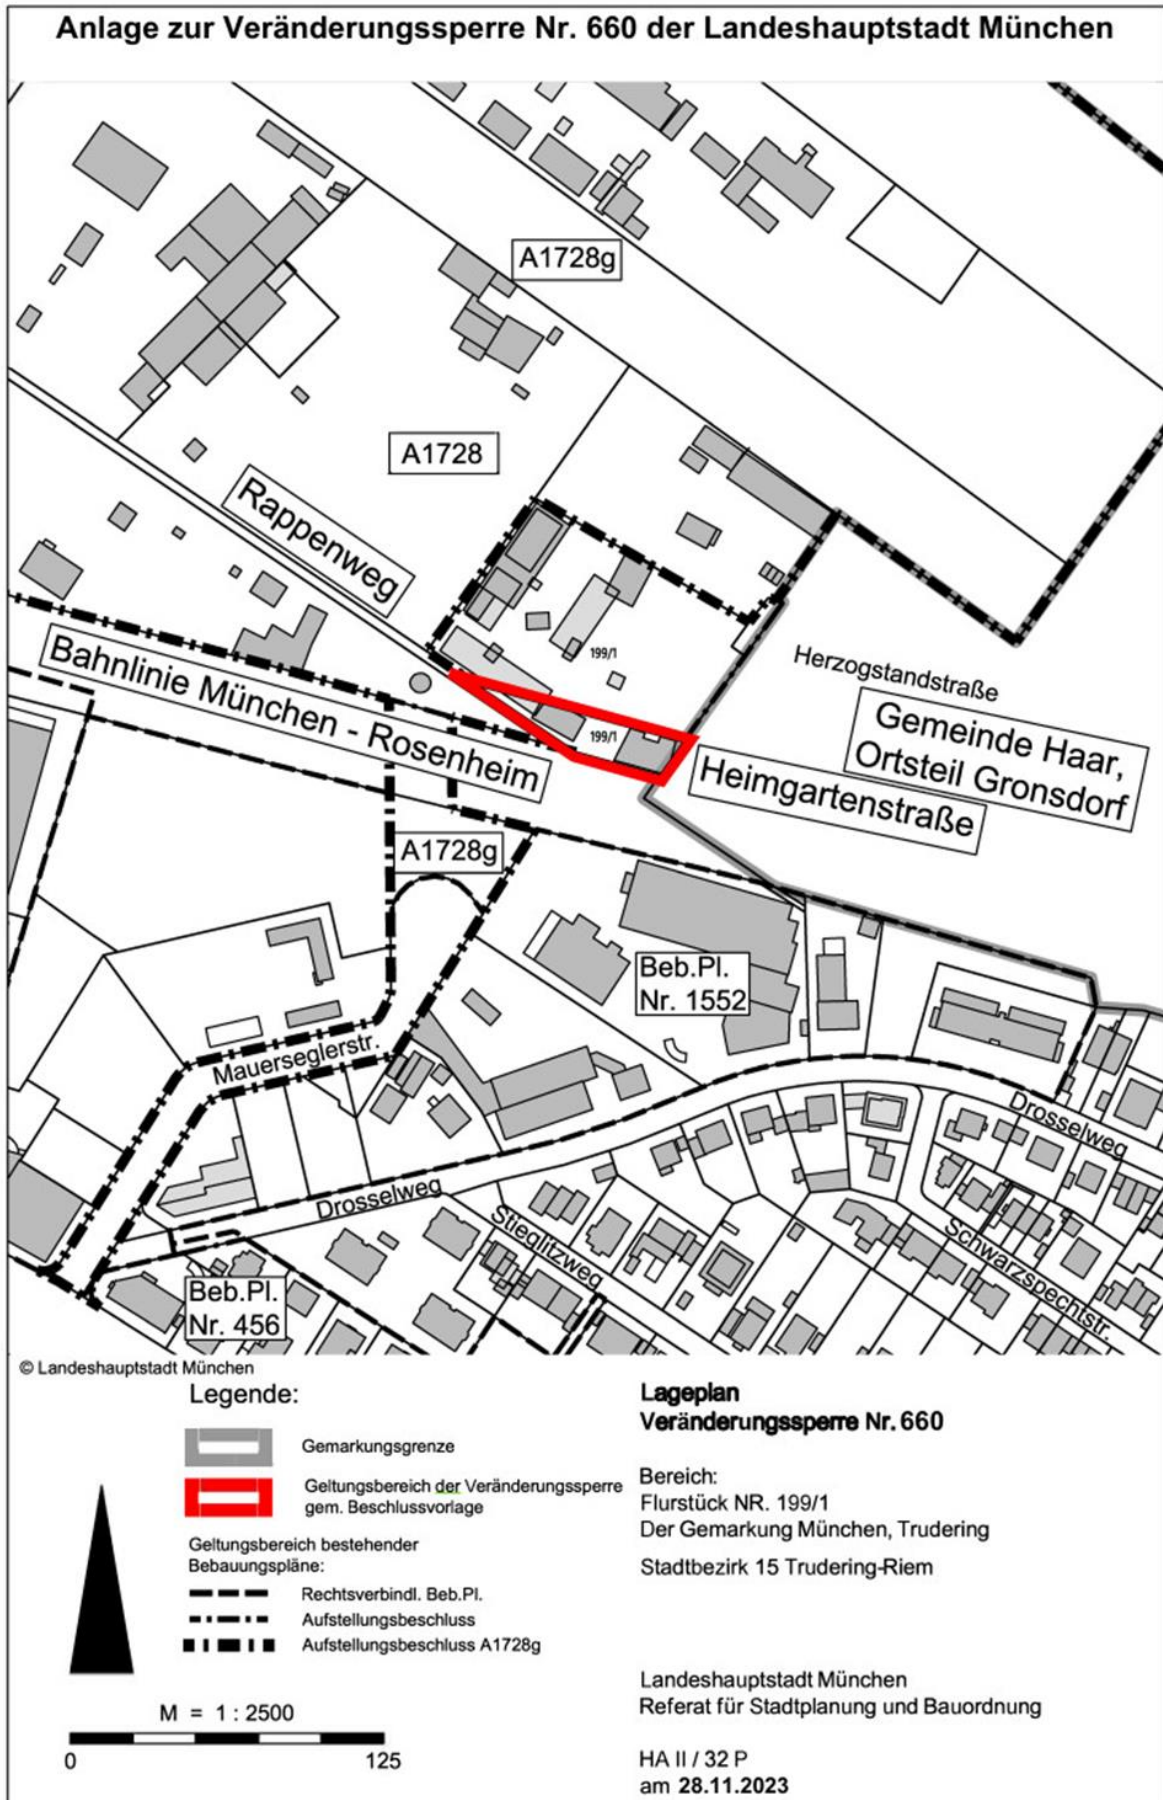 Anlage zur Veränderungssperre Nr. 660 der Landeshauptstadt München
A1728g
A1728
Rappenweg
Bahnlinie München - Rosenheim
199/1
199/1
Herzogstandstraße
Gemeinde Haar,
Ortsteil Gronsdorf
Heimgartenstraße
A1728g
Beb.Pl.
Nr. 1552
Mauerseglerstr.
Drosselweg
Drosselweg
Stieglitzweg
Schwarzspechtstr.
Beb.Pl.
Nr. 456
© Landeshauptstadt München
Legende:
Gemarkungsgrenze
Geltungsbereich der Veränderungssperre
gem. Beschlussvorlage
Geltungsbereich bestehender
Bebauungspläne:
Rechtsverbindl. Beb.Pl.
Aufstellungsbeschluss
Aufstellungsbeschluss A1728g
M = 1 : 2500
0 125
Lageplan
Veränderungssperre Nr. 660
Bereich:
Flurstück NR. 199/1
Der Gemarkung München, Trudering
Stadtbezirk 15 Trudering-Riem
Landeshauptstadt München
Referat für Stadtplanung und Bauordnung
HA II / 32 P
am 28.11.2023